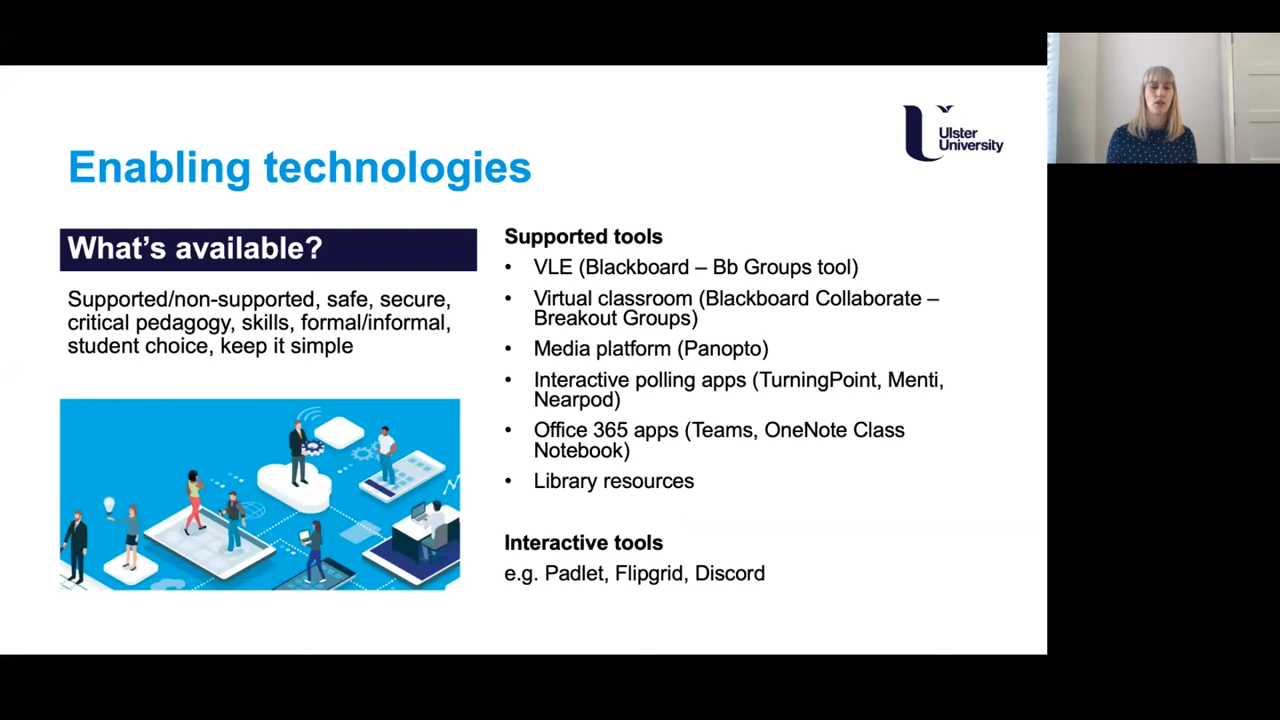 Ulster
University
Enabling technologies
What's available?
Supported/non-supported, safe, secure,
critical pedagogy, skills, formal/informal,
student choice, keep it simple
Supported tools
• VLE (Blackboard – Bb Groups tool)
• Virtual classroom (Blackboard Collaborate –
Breakout Groups)
• Media platform (Panopto)
• Interactive polling apps (TurningPoint, Menti,
Nearpod)
• Office 365 apps (Teams, OneNote Class
Notebook)
• Library resources
Interactive tools
e.g. Padlet, Flipgrid, Discord